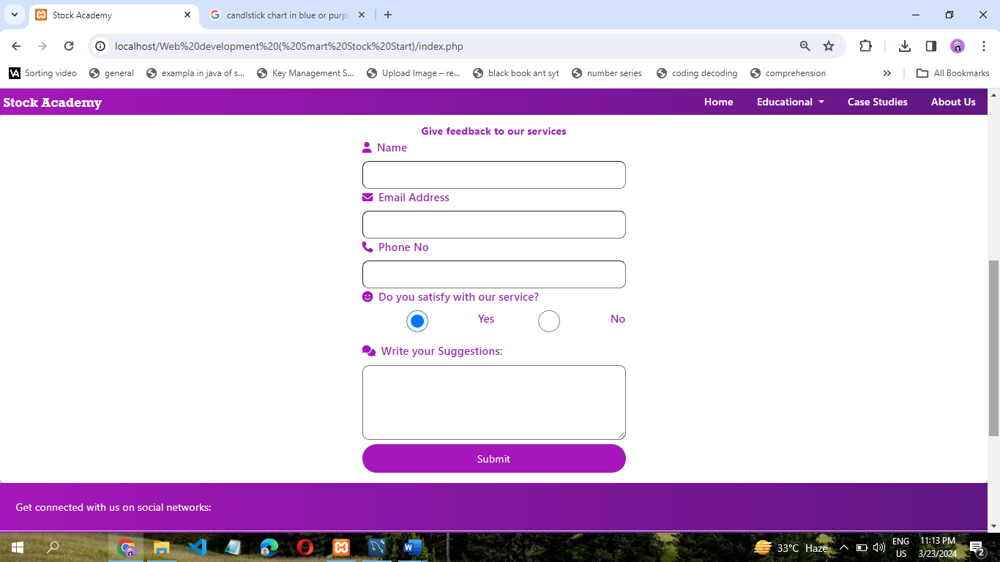 Stock Academy
candlstick chart in blue or purpl
localhost/Web%20development%20(%20Smart%20Stock%20Start)/index.php
Sorting video general exampla in java of s... Key Management S... Upload Image – re... black book ant syt number series coding decoding comprehension » All Bookmarks
Stock Academy Home Educational Case Studies About Us
Give feedback to our services
Name
Email Address
Phone No
Do you satisfy with our service?
Yes No
Write your Suggestions:
Submit
Get connected with us on social networks:
33°C Haze
ENG
US
11:13 PM
3/23/2024
2